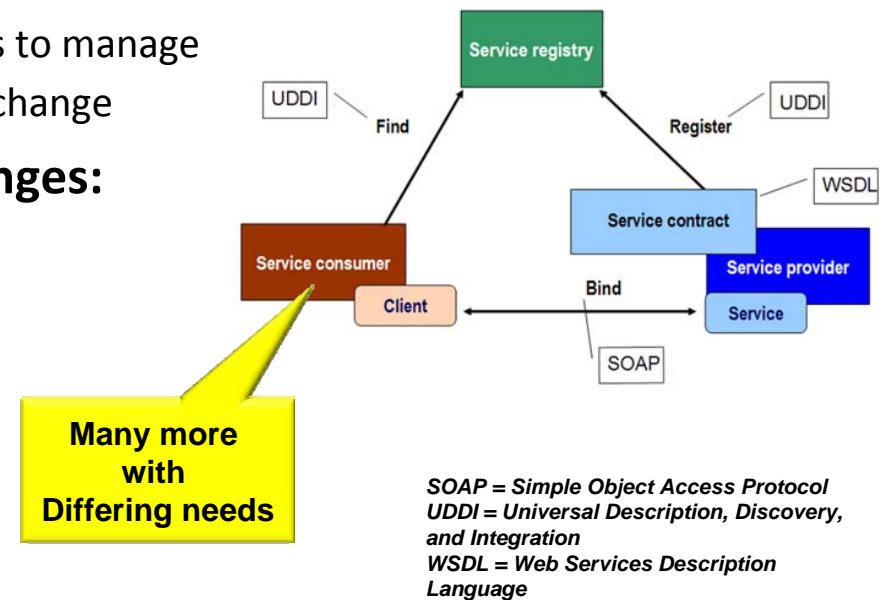 s to manage
change
nges:
Service registry
UDDI
UDDI
Find
Register
WSDL
Service contract
Service consumer
Service provider
Bind
Client
Service
SOAP
Many more
with
Differing needs
SOAP = Simple Object Access Protocol
UDDI = Universal Description, Discovery,
and Integration
WSDL = Web Services Description
Language